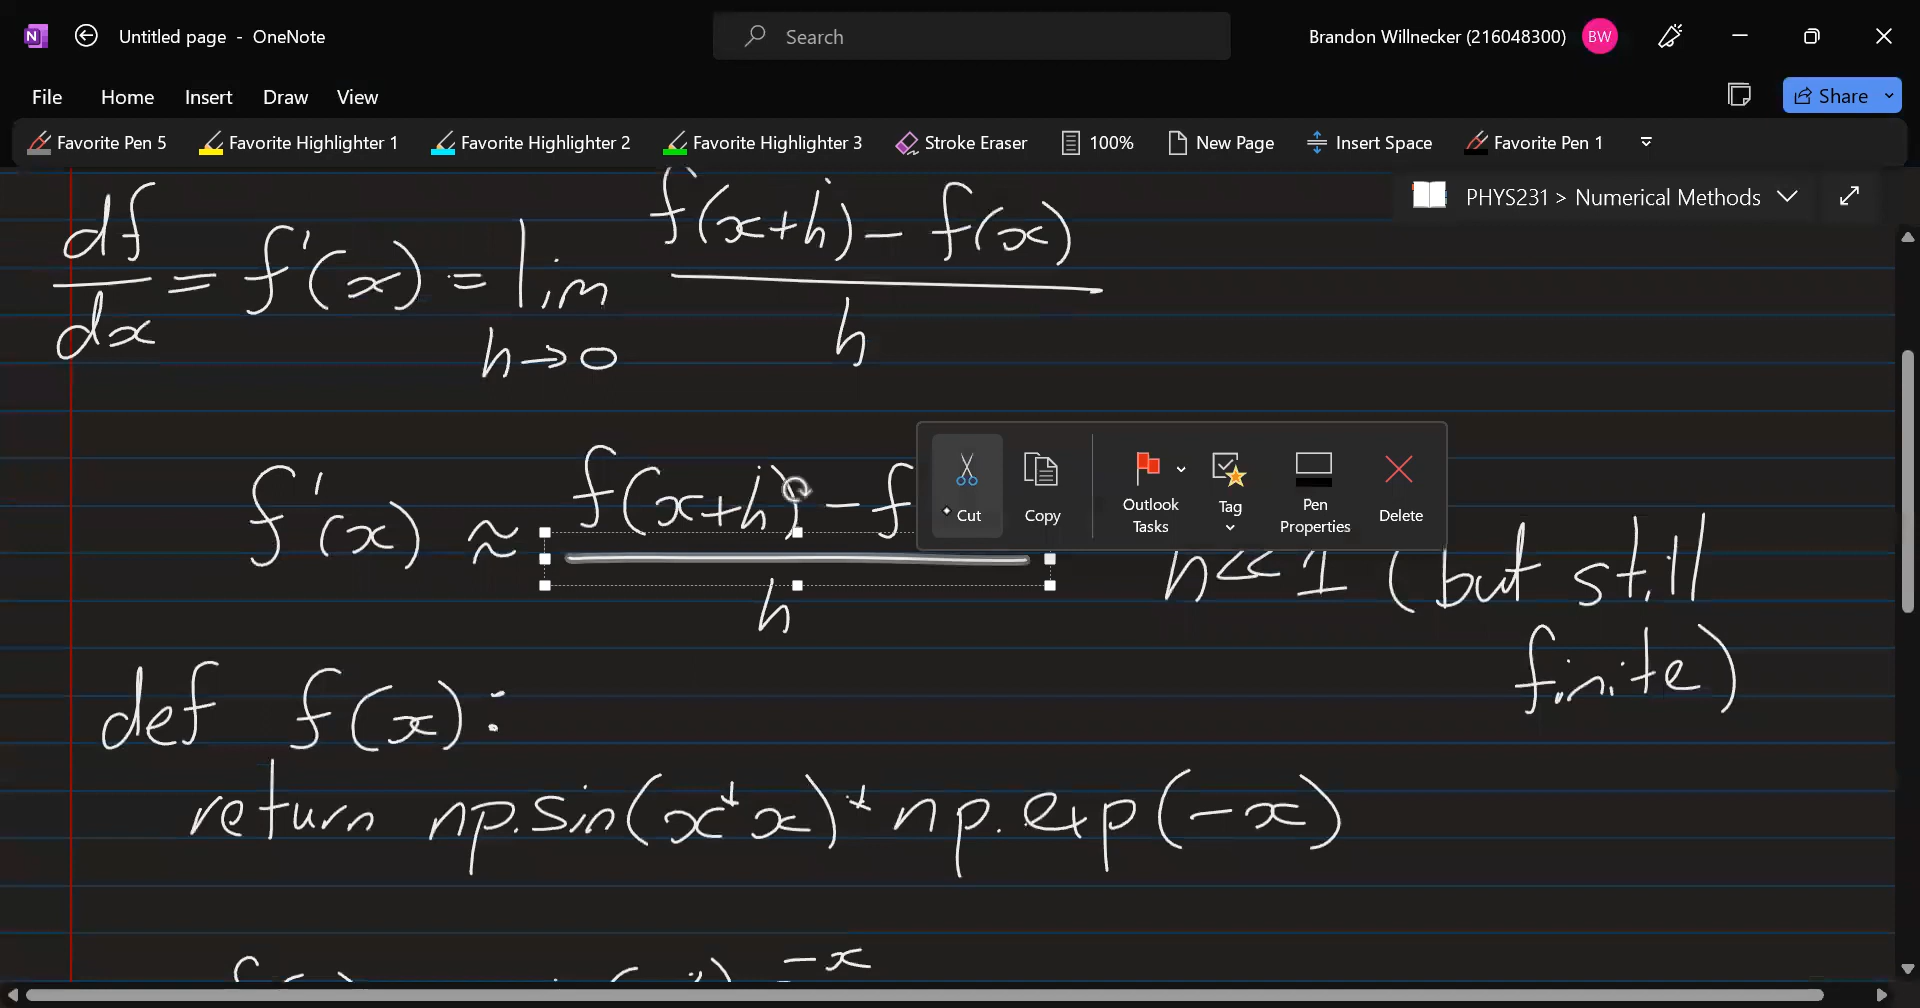 Untitled page - OneNote
Search
Brandon Willnecker (216048300) BW
File Home Insert Draw View
Share
Favorite Pen 5 Favorite Highlighter 1 Favorite Highlighter 2 Favorite Highlighter 3 Stroke Eraser 100% New Page Insert Space Favorite Pen 1
PHYS231 > Numerical Methods
df/dx = f'(x) = lim h→0 f(x+h) - f(x) / h
Cut Copy Outlook Tasks Tag Pen Properties Delete
f'(x) ≈ f(x+h) - f / h h<<1 (but still
finite)
def f(x):
return np.sin(x*x)*np.exp(-x)
-x